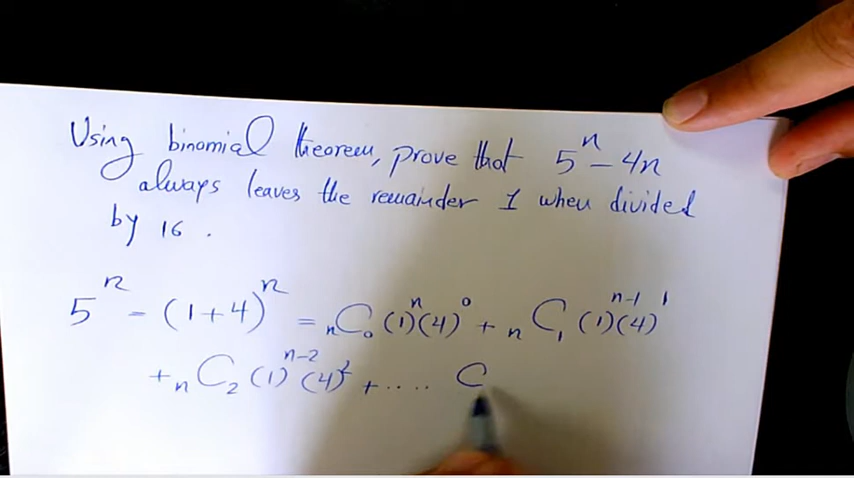 Using binomial theorem, prove that 5ⁿ - 4n
always leaves the remainder 1 when divided
by 16 .
5ⁿ = (1+4)ⁿ = ₙC₀ (1)ⁿ(4)⁰ + ₙC₁ (1)ⁿ⁻¹(4)¹
+ ₙC₂ (1)ⁿ⁻²(4)² + .... C